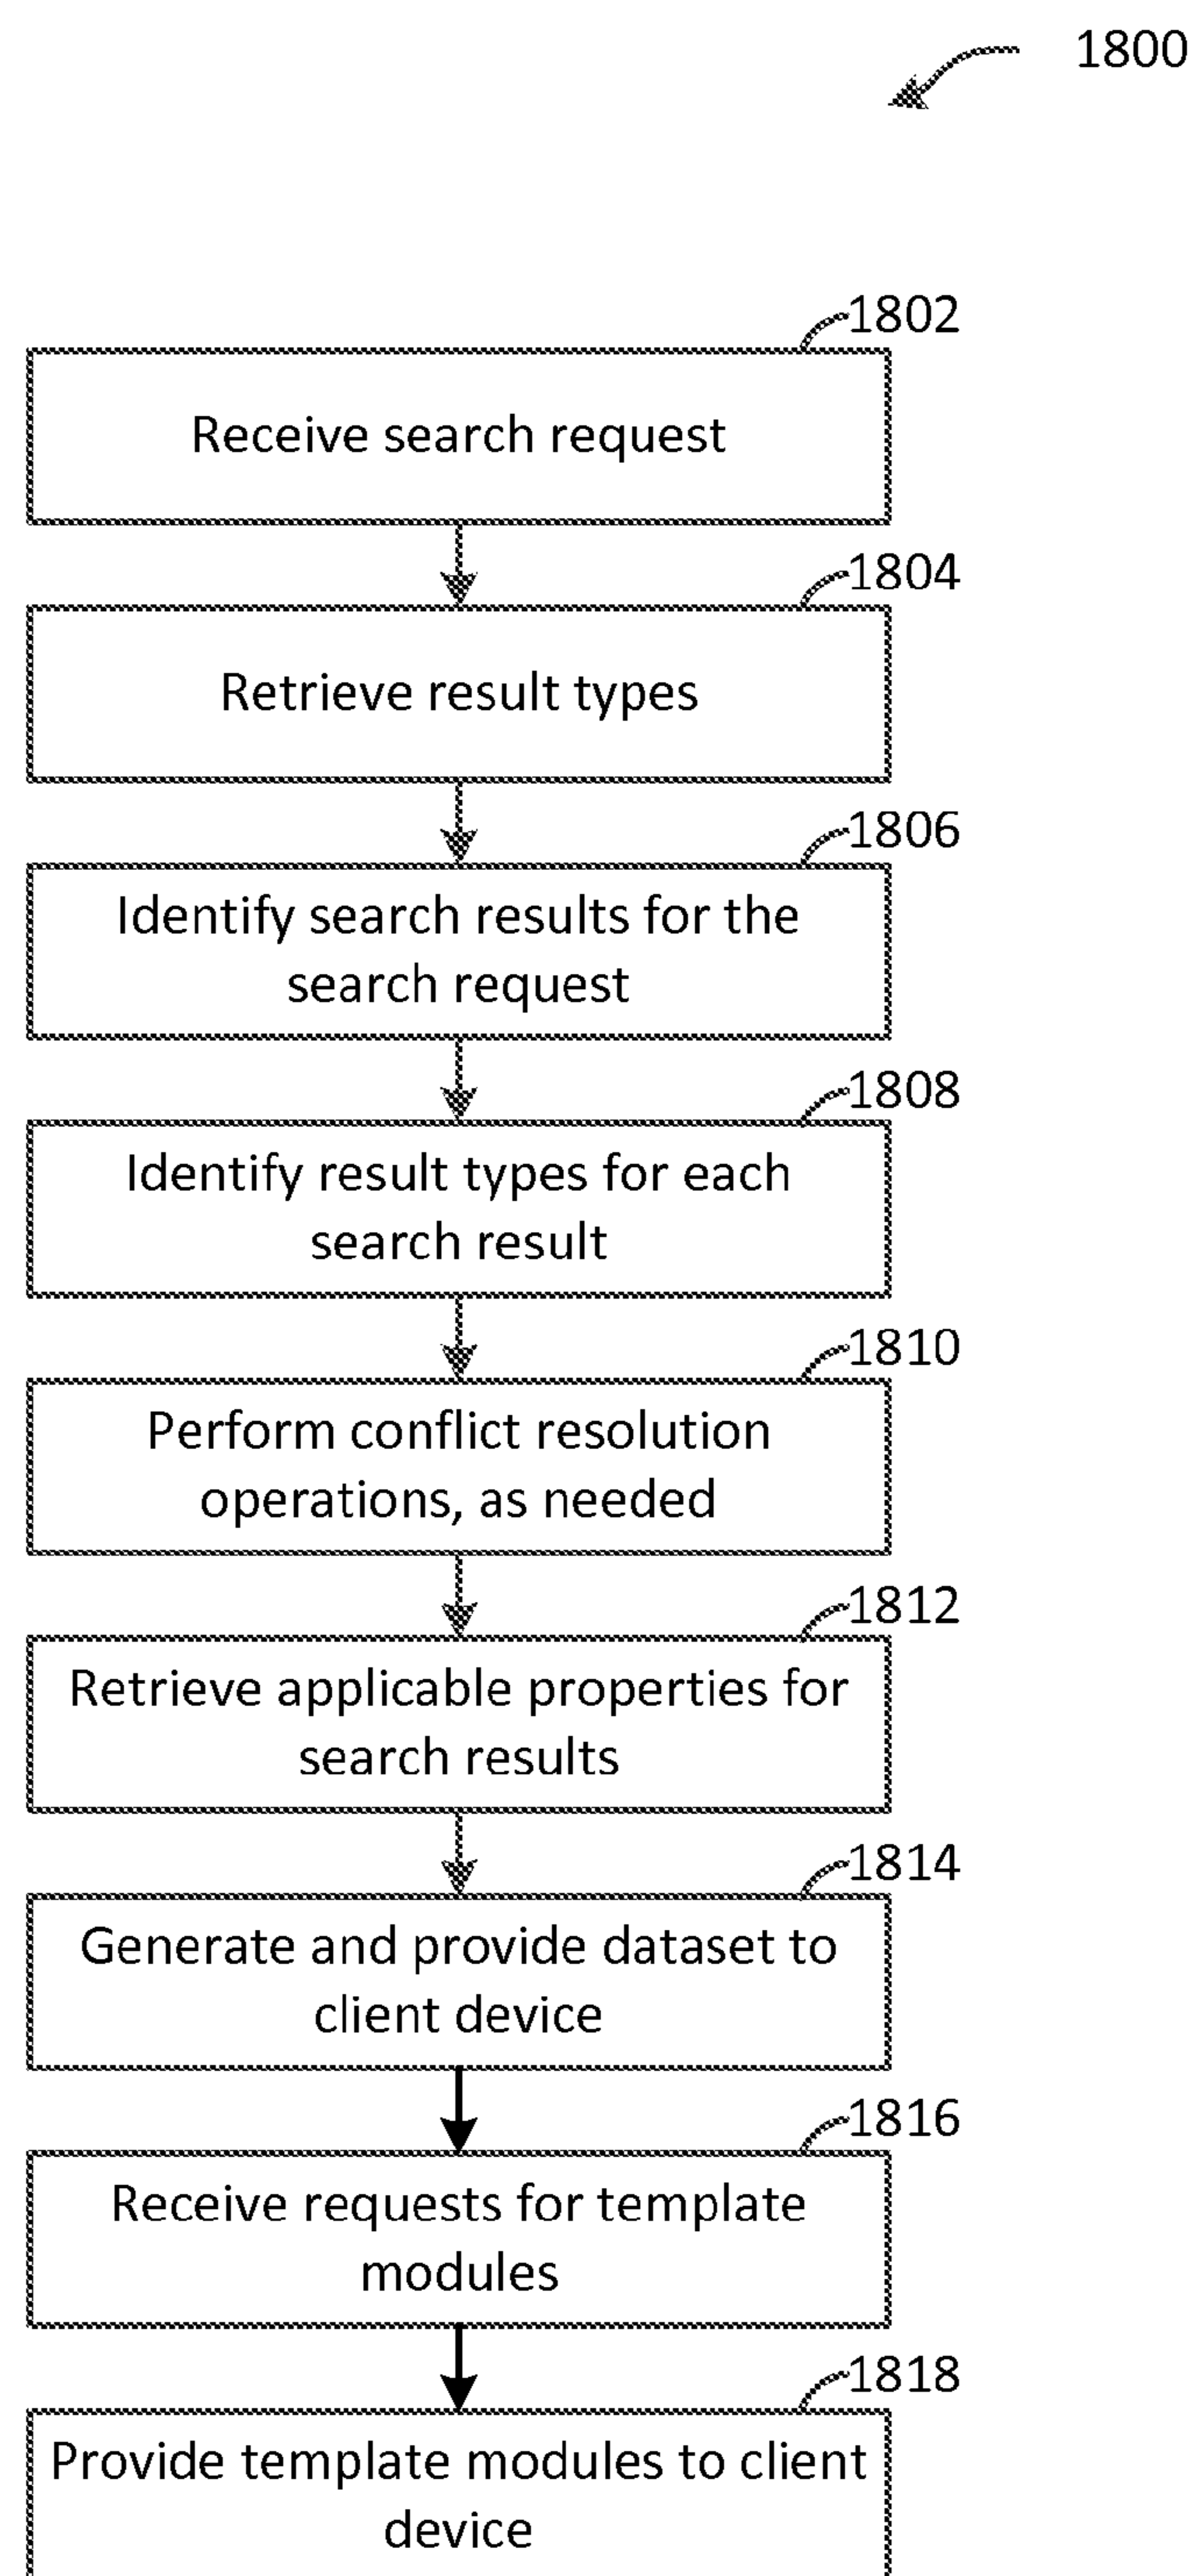 1800
1802
Receive search request
1804
Retrieve result types
1806
Identify search results for the
search request
1808
Identify result types for each
search result
1810
Perform conflict resolution
operations, as needed
1812
Retrieve applicable properties for
search results
1814
Generate and provide dataset to
client device
1816
Receive requests for template
modules
1818
Provide template modules to client
device